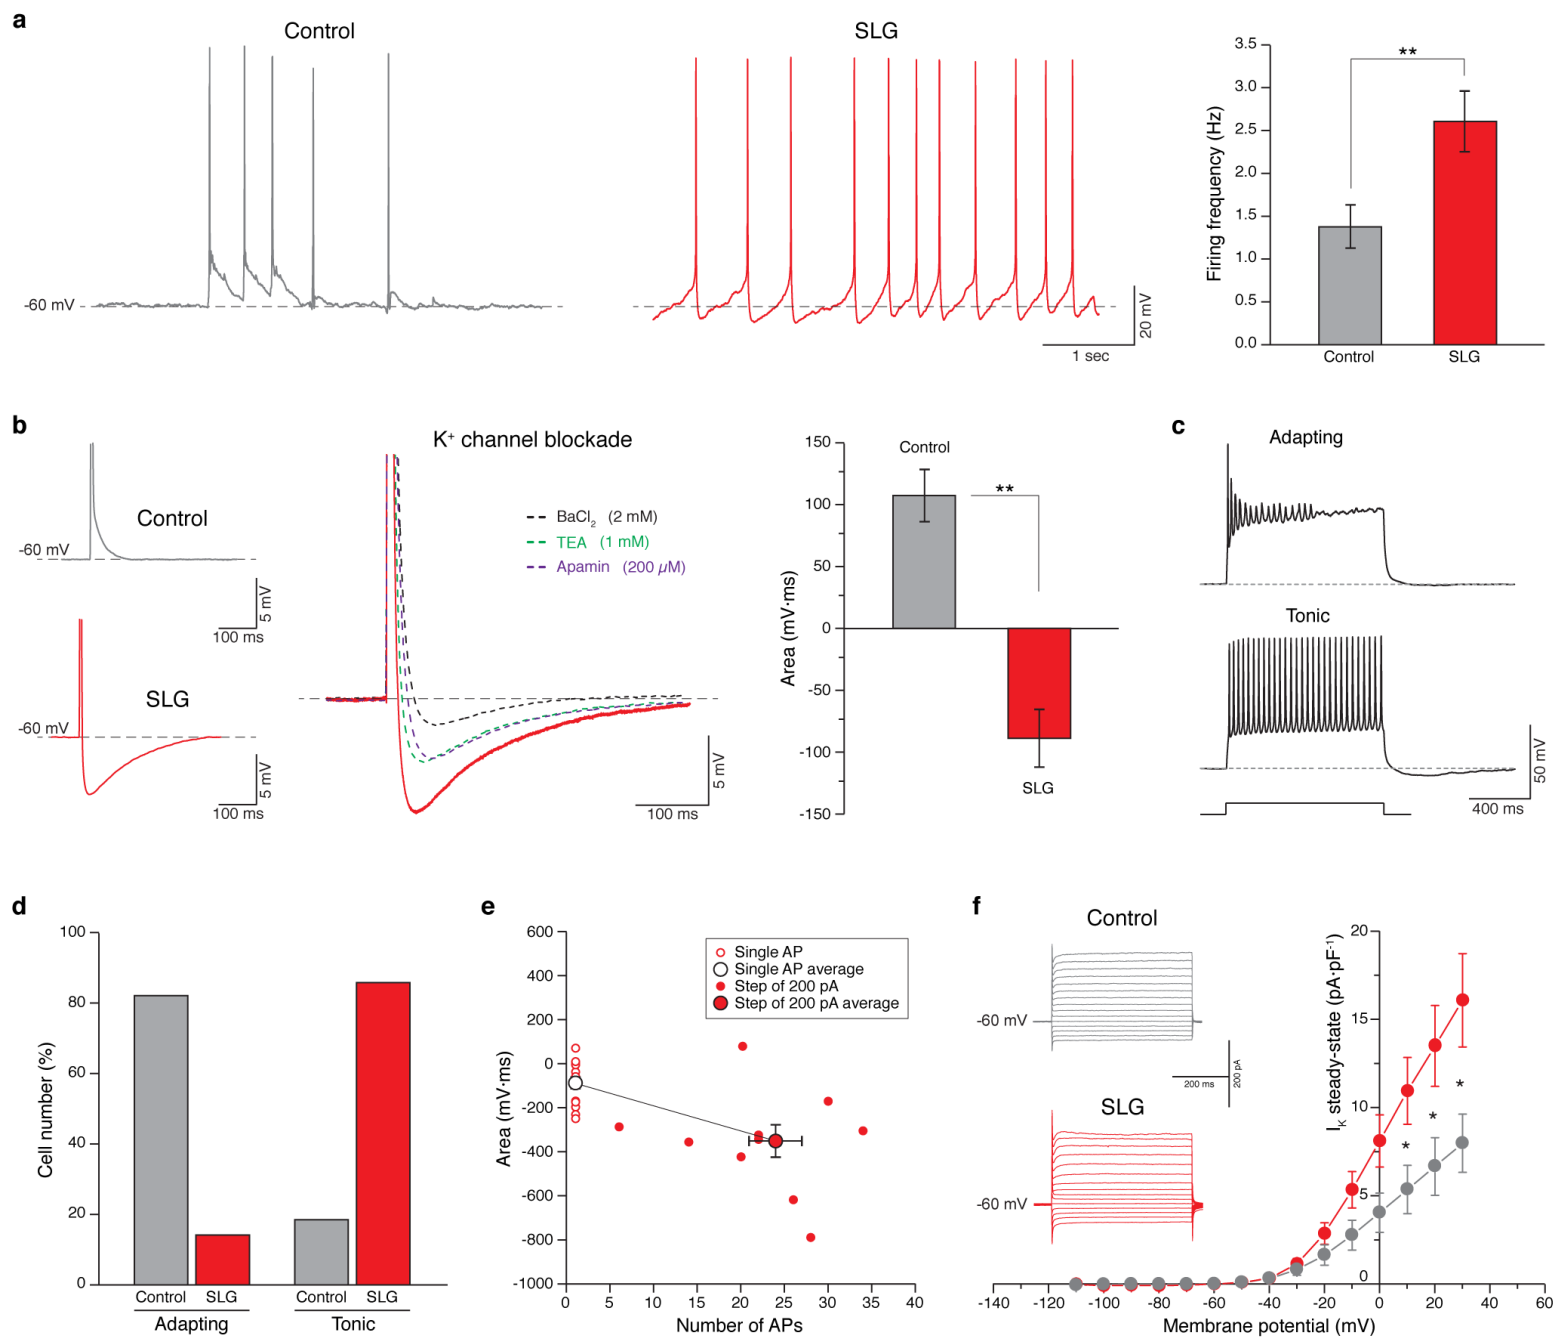 a
Control
SLG
-60 mV
20 mV
1 sec
Firing frequency (Hz)
3.5
3.0
2.5
2.0
1.5
1.0
0.5
0.0
**
Control
SLG
b
Control
-60 mV
5 mV
100 ms
SLG
-60 mV
5 mV
100 ms
K⁺ channel blockade
BaCl₂ (2 mM)
TEA (1 mM)
Apamin (200 µM)
5 mV
100 ms
Area (mV·ms)
150
100
50
0
-50
-100
-150
Control
**
SLG
c
Adapting
Tonic
50 mV
400 ms
d
Cell number (%)
100
80
60
40
20
0
Control SLG Control SLG
Adapting Tonic
e
Area (mV·ms)
600
400
200
0
-200
-400
-600
-800
-1000
Single AP
Single AP average
Step of 200 pA
Step of 200 pA average
0 5 10 15 20 25 30 35 40
Number of APs
f
Control
-60 mV
200 ms
200 pA
SLG
-60 mV
I_K steady-state (pA·pF⁻¹)
20
15
10
5
0
*
*
*
-140 -120 -100 -80 -60 -40 -20 0 20 40 60
Membrane potential (mV)